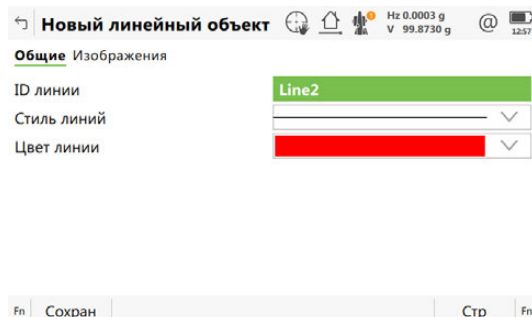 Новый линейный объект
Hz 0.0003 g
V 99.8730 g
@
12:57
Общие Изображения
ID линии Line2
Стиль линий
Цвет линии
Fn Сохран Стр Fn